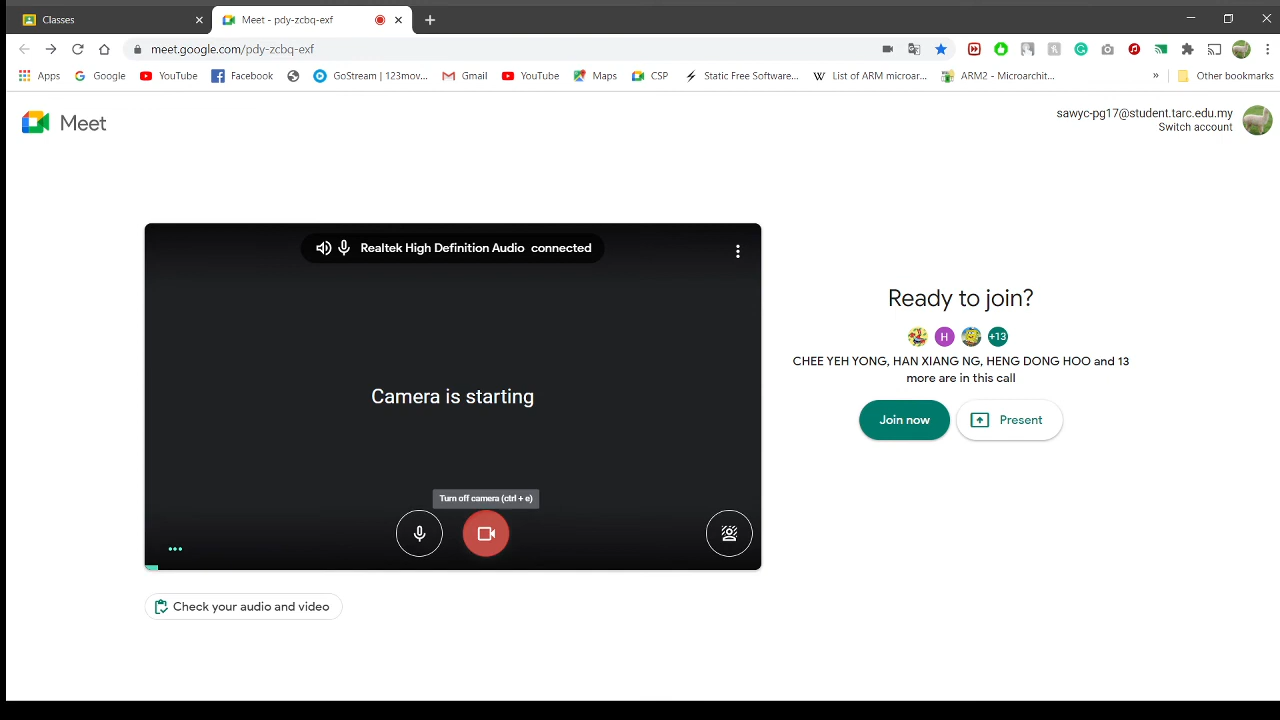 Classes
Meet - pdy-zcbq-exf
meet.google.com/pdy-zcbq-exf
Apps
Google
YouTube
Facebook
GoStream | 123mov...
Gmail
YouTube
Maps
CSP
Static Free Software...
List of ARM microar...
ARM2 - Microarchit...
»
Other bookmarks
Meet
sawyc-pg17@student.tarc.edu.my
Switch account
Realtek High Definition Audio connected
Camera is starting
Turn off camera (ctrl + e)
Check your audio and video
Ready to join?
H
+13
CHEE YEH YONG, HAN XIANG NG, HENG DONG HOO and 13
more are in this call
Join now
Present